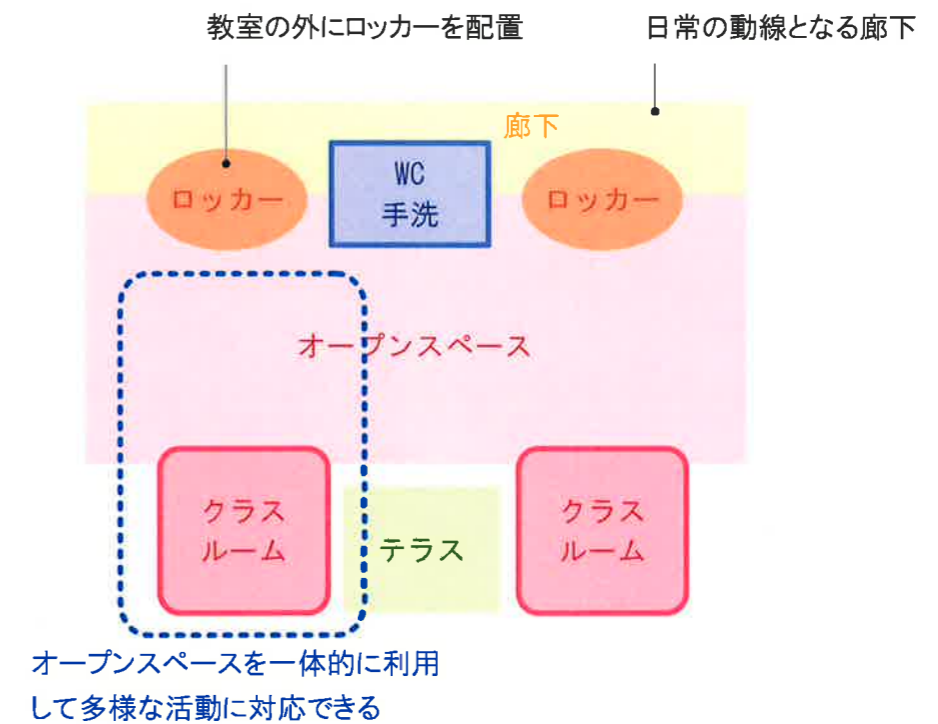 教室の外にロッカーを配置
日常の動線となる廊下
廊下
ロッカー
WC
手洗
ロッカー
オープンスペース
クラス
ルーム
テラス
クラス
ルーム
オープンスペースを一体的に利用
して多様な活動に対応できる